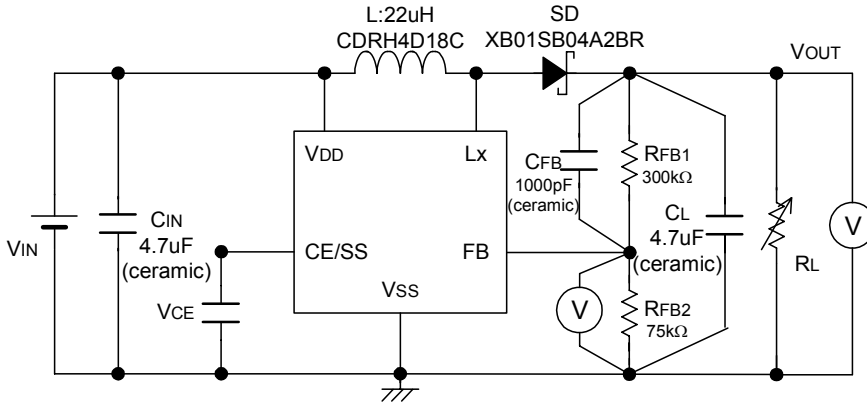 L:22uH
CDRH4D18C
SD
XB01SB04A2BR
VOUT
VDD
Lx
CFB
1000pF
(ceramic)
RFB1
300kΩ
CIN
4.7uF
(ceramic)
VIN
CE/SS
FB
CL
4.7uF
(ceramic)
V
RL
VCE
VSS
V
RFB2
75kΩ